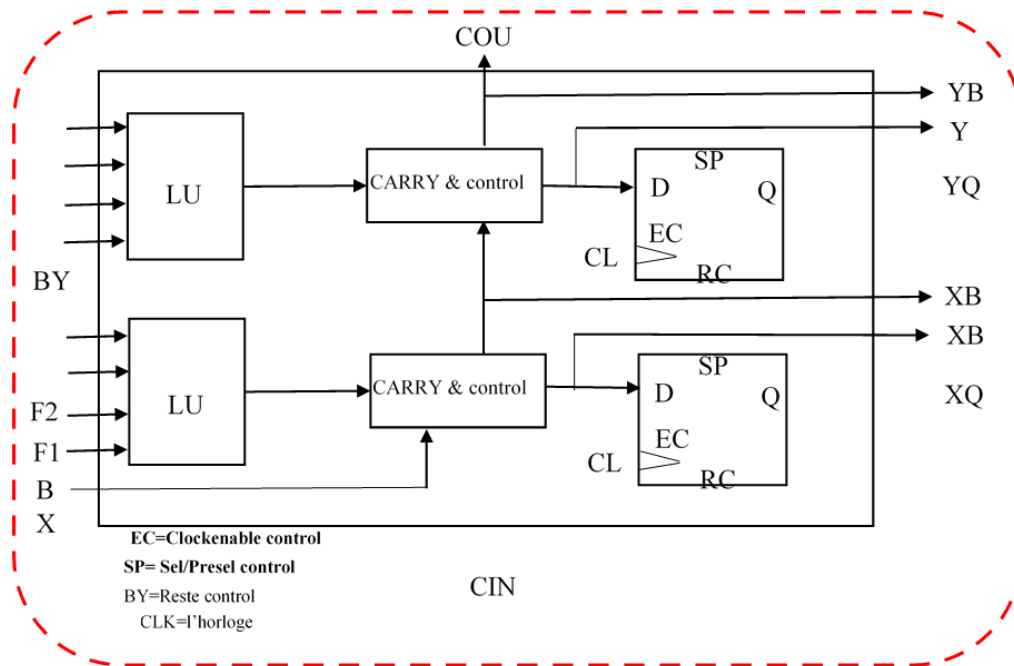 COU
YB
Y
SP
LU
CARRY & control
D
Q
YQ
EC
CL
RC
BY
XB
XB
SP
LU
CARRY & control
D
Q
XQ
F2
EC
F1
CL
RC
B
X
EC=Clockenable control
SP= Sel/Presel control
CIN
BY=Reste control
CLK=l'horloge